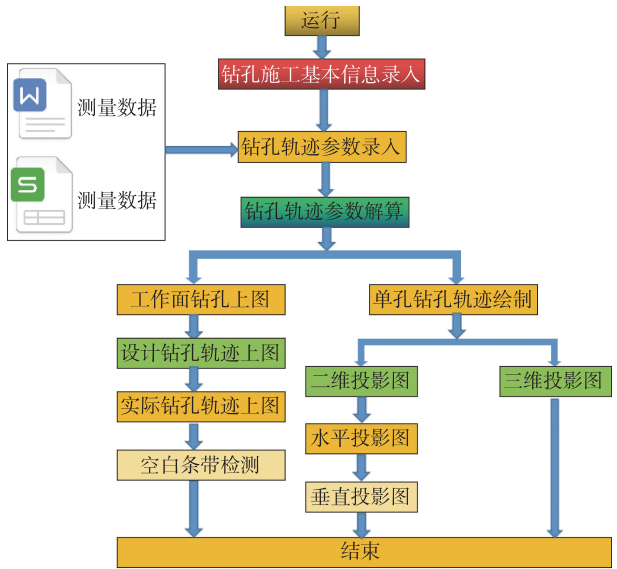 运行
钻孔施工基本信息录入
W
测量数据
S
测量数据
钻孔轨迹参数录入
钻孔轨迹参数解算
工作面钻孔上图
单孔钻孔轨迹绘制
设计钻孔轨迹上图
二维投影图
三维投影图
实际钻孔轨迹上图
水平投影图
空白条带检测
垂直投影图
结束